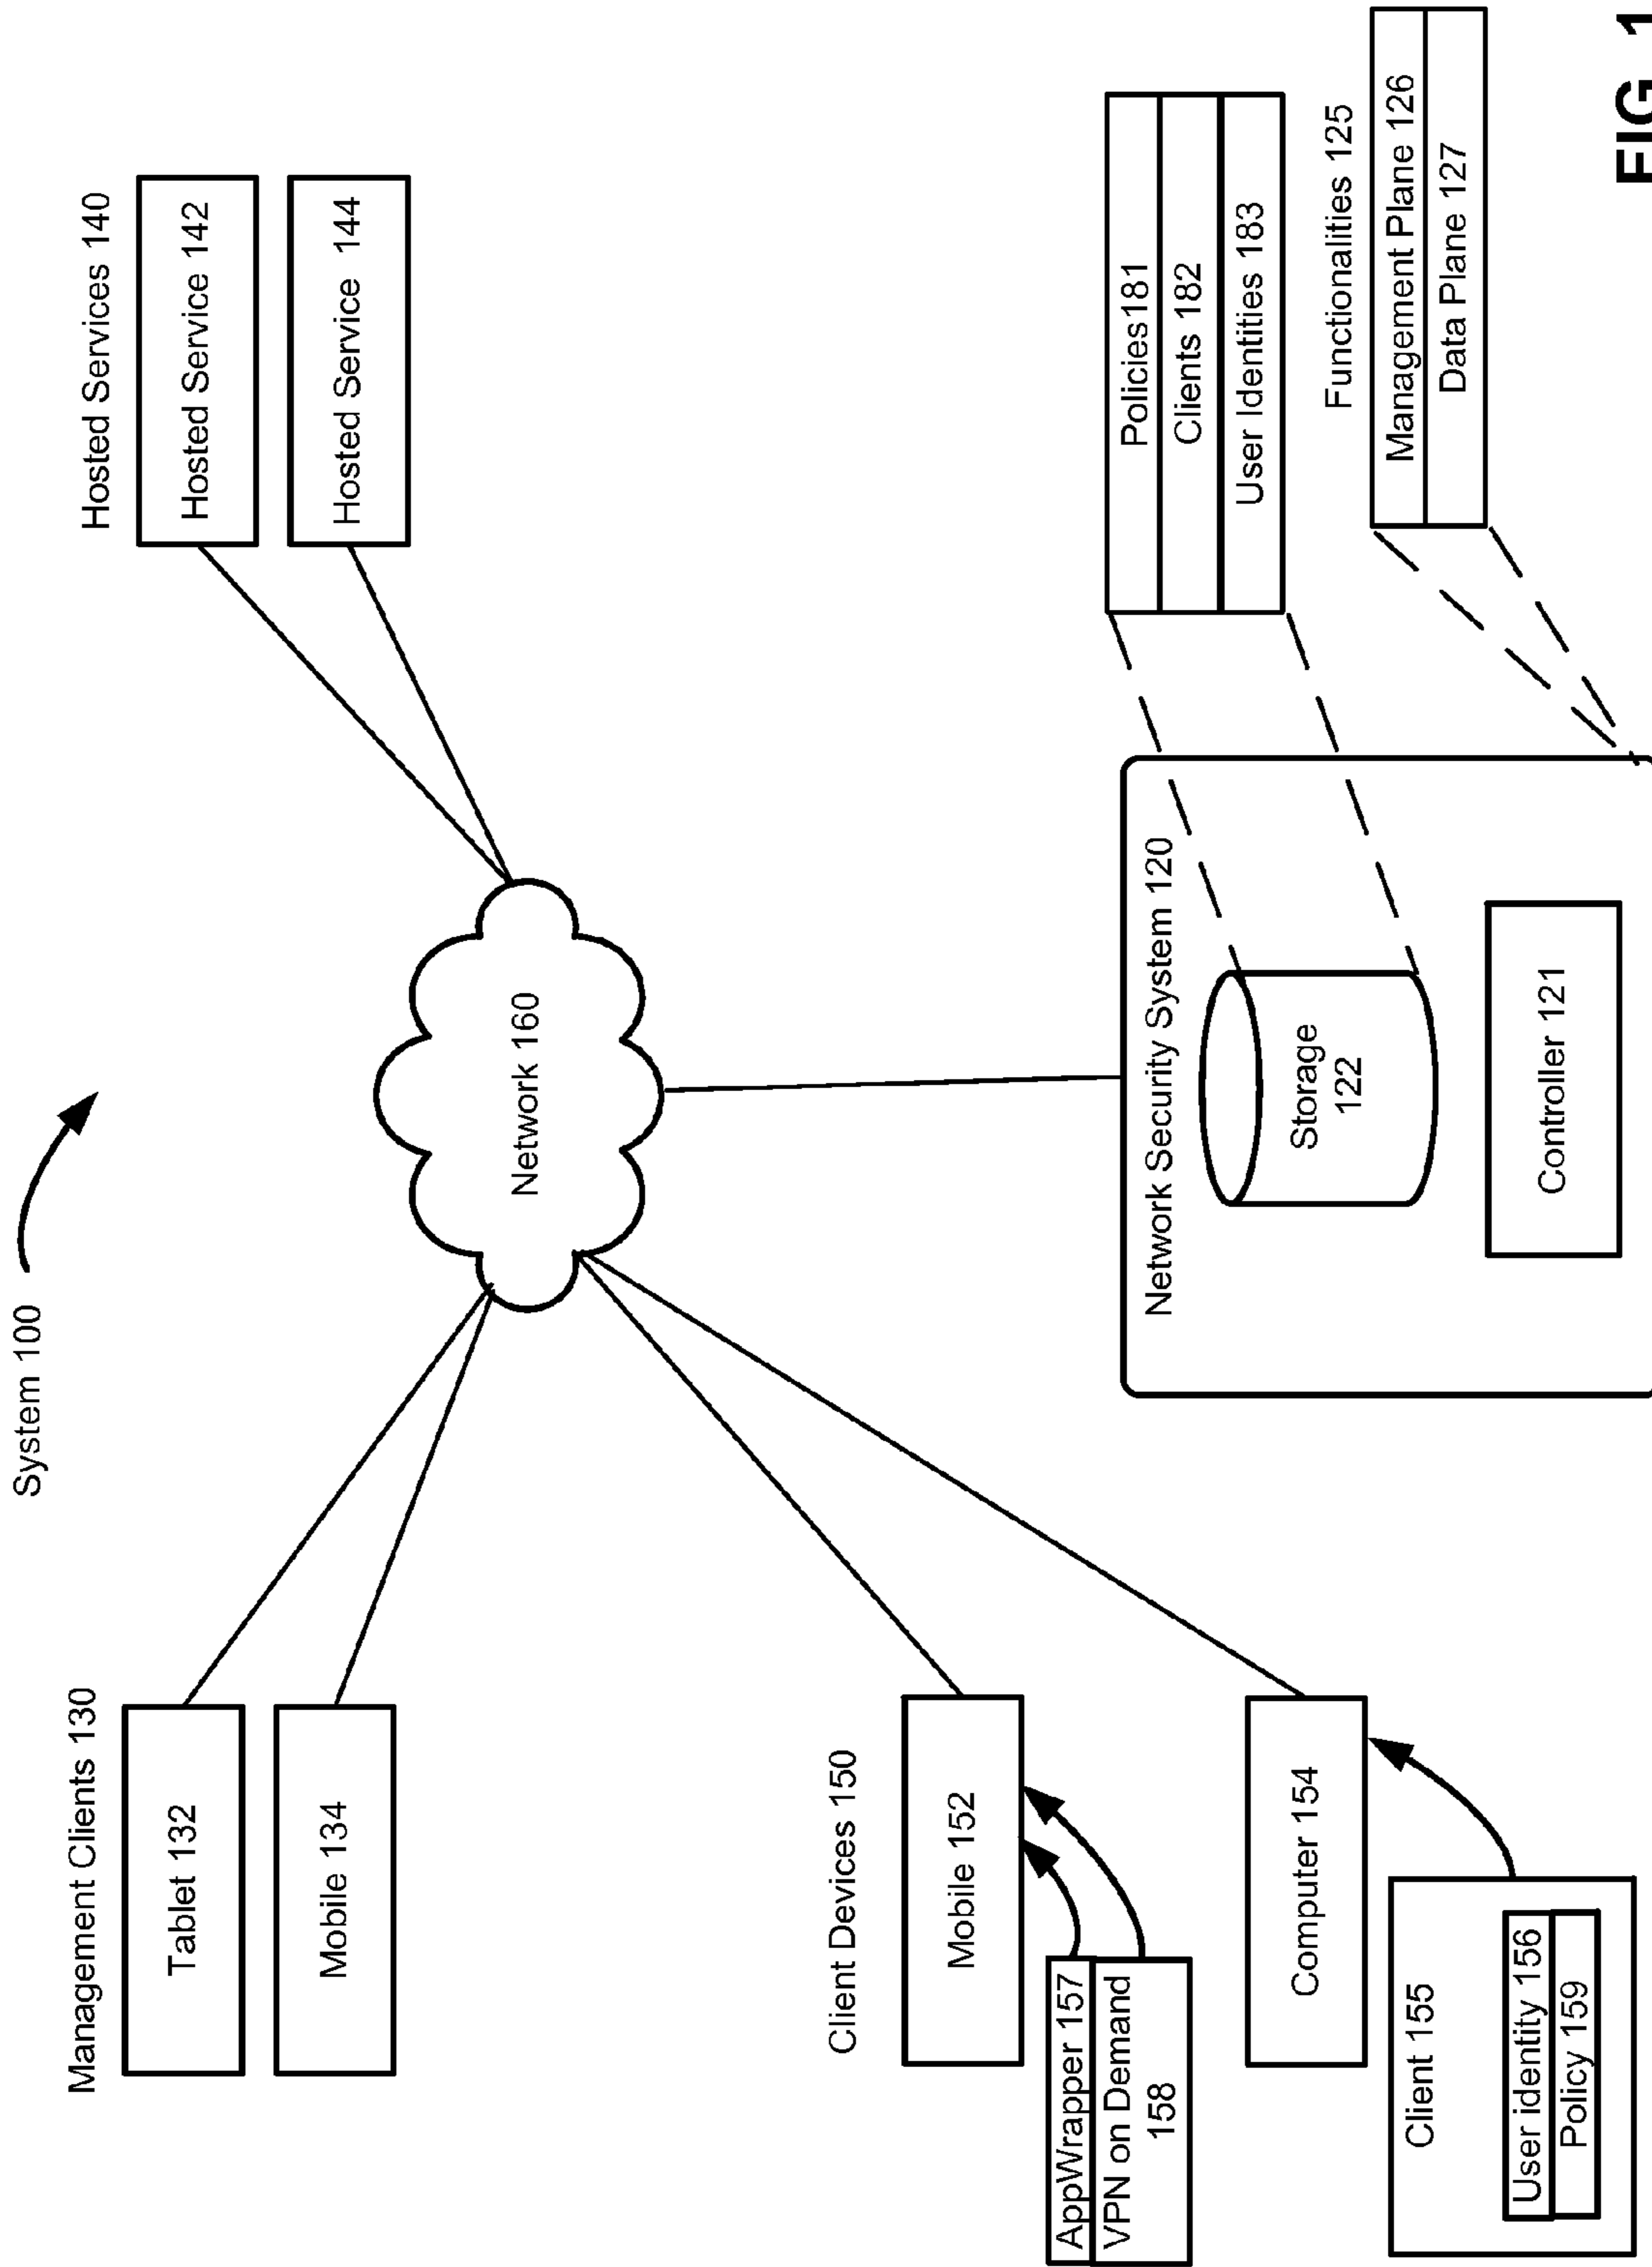 System 100
Management Clients 130
Tablet 132
Mobile 134
Hosted Services 140
Hosted Service 142
Hosted Service 144
Network 160
Client Devices 150
Mobile 152
AppWrapper 157
VPN on Demand
158
Computer 154
Client 155
User identity 156
Policy 159
Network Security System 120
Storage
122
Controller 121
Policies181
Clients 182
User Identities 183
Functionalities 125
Management Plane 126
Data Plane 127
FIG. 1